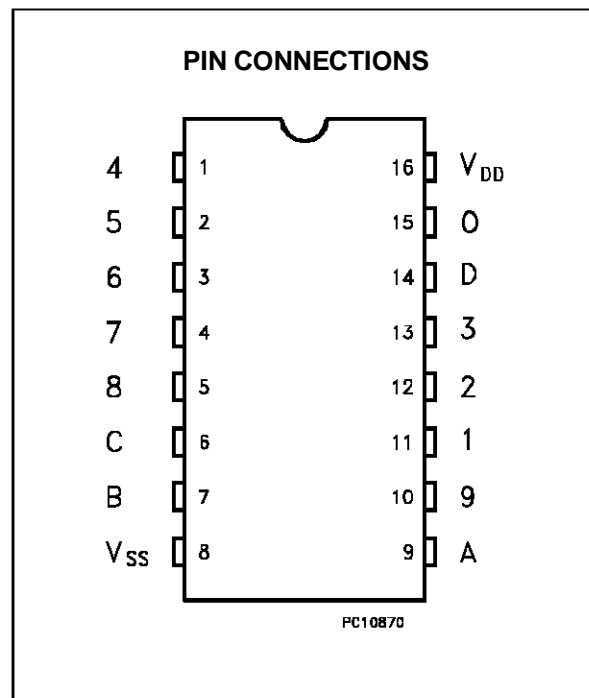 PIN CONNECTIONS
4 1 16 VDD
5 2 15 0
6 3 14 D
7 4 13 3
8 5 12 2
C 6 11 1
B 7 10 9
VSS 8 9 A
PC10870